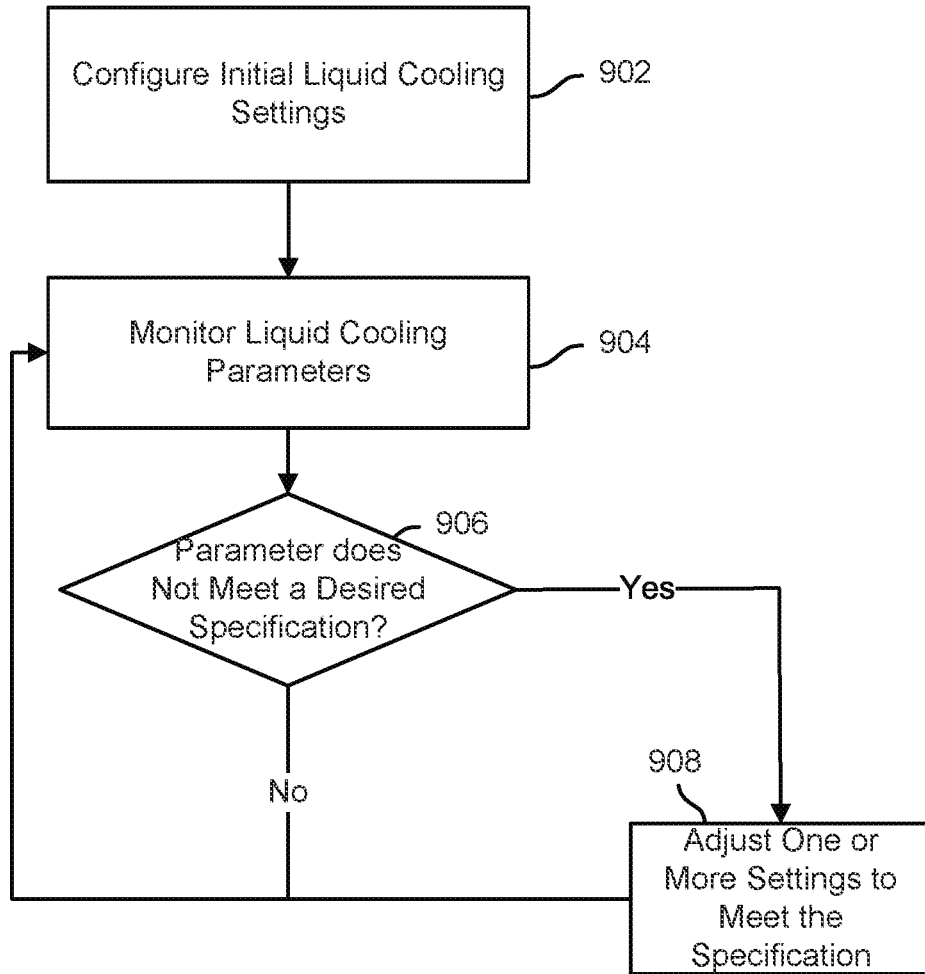 Configure Initial Liquid Cooling
Settings
902
Monitor Liquid Cooling
Parameters
904
906
Parameter does
Not Meet a Desired
Specification?
Yes
No
908
Adjust One or
More Settings to
Meet the
Specification